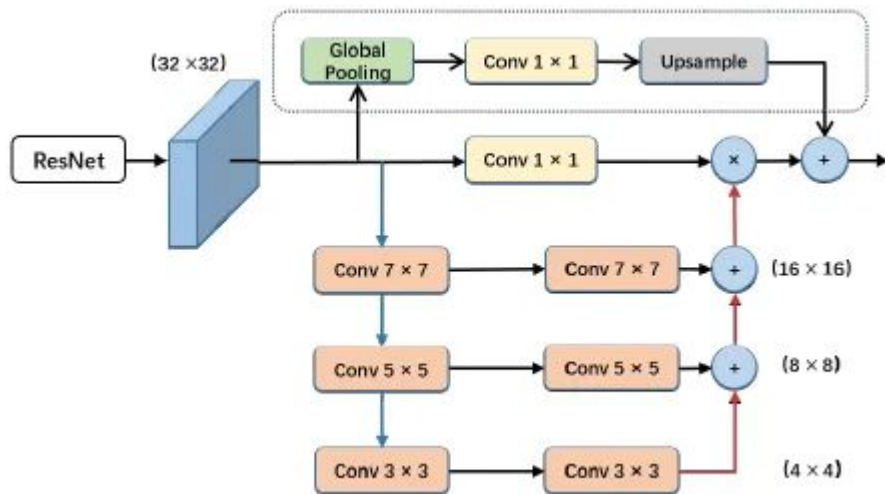 (32 ×32)
Global
Pooling
Conv 1 × 1
Upsample
ResNet
Conv 1 × 1
×
+
Conv 7 × 7
Conv 7 × 7
+
(16 × 16)
Conv 5 × 5
Conv 5 × 5
+
(8 × 8)
Conv 3 × 3
Conv 3 × 3
(4 × 4)